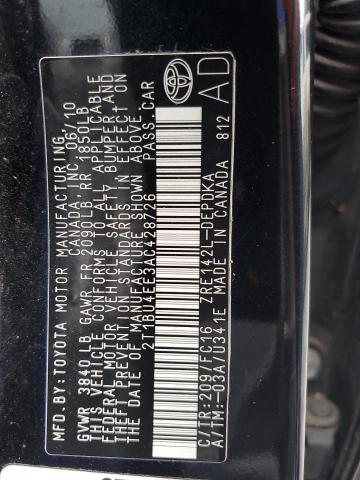 MFD.BY:TOYOTA MOTOR MANUFACTURING
CANADA INC. 06/10
GVWR 3840LB GAWR FR 2090LB RR 1850LB
THIS VEHICLE CONFORMS TO ALL APPLICABLE
FEDERAL MOTOR VEHICLE SAFETY BUMPER AND
THEFT PREVENTION STANDARDS IN EFFECT ON
THE DATE OF MANUFACTURE SHOWN ABOVE.
2T1BU4EE3AC428726 PASS.CAR
C/TR:209/FC16 ZRE142L-DEPDKA
A/TM:-03A/U341E MADE IN CANADA 812
AD